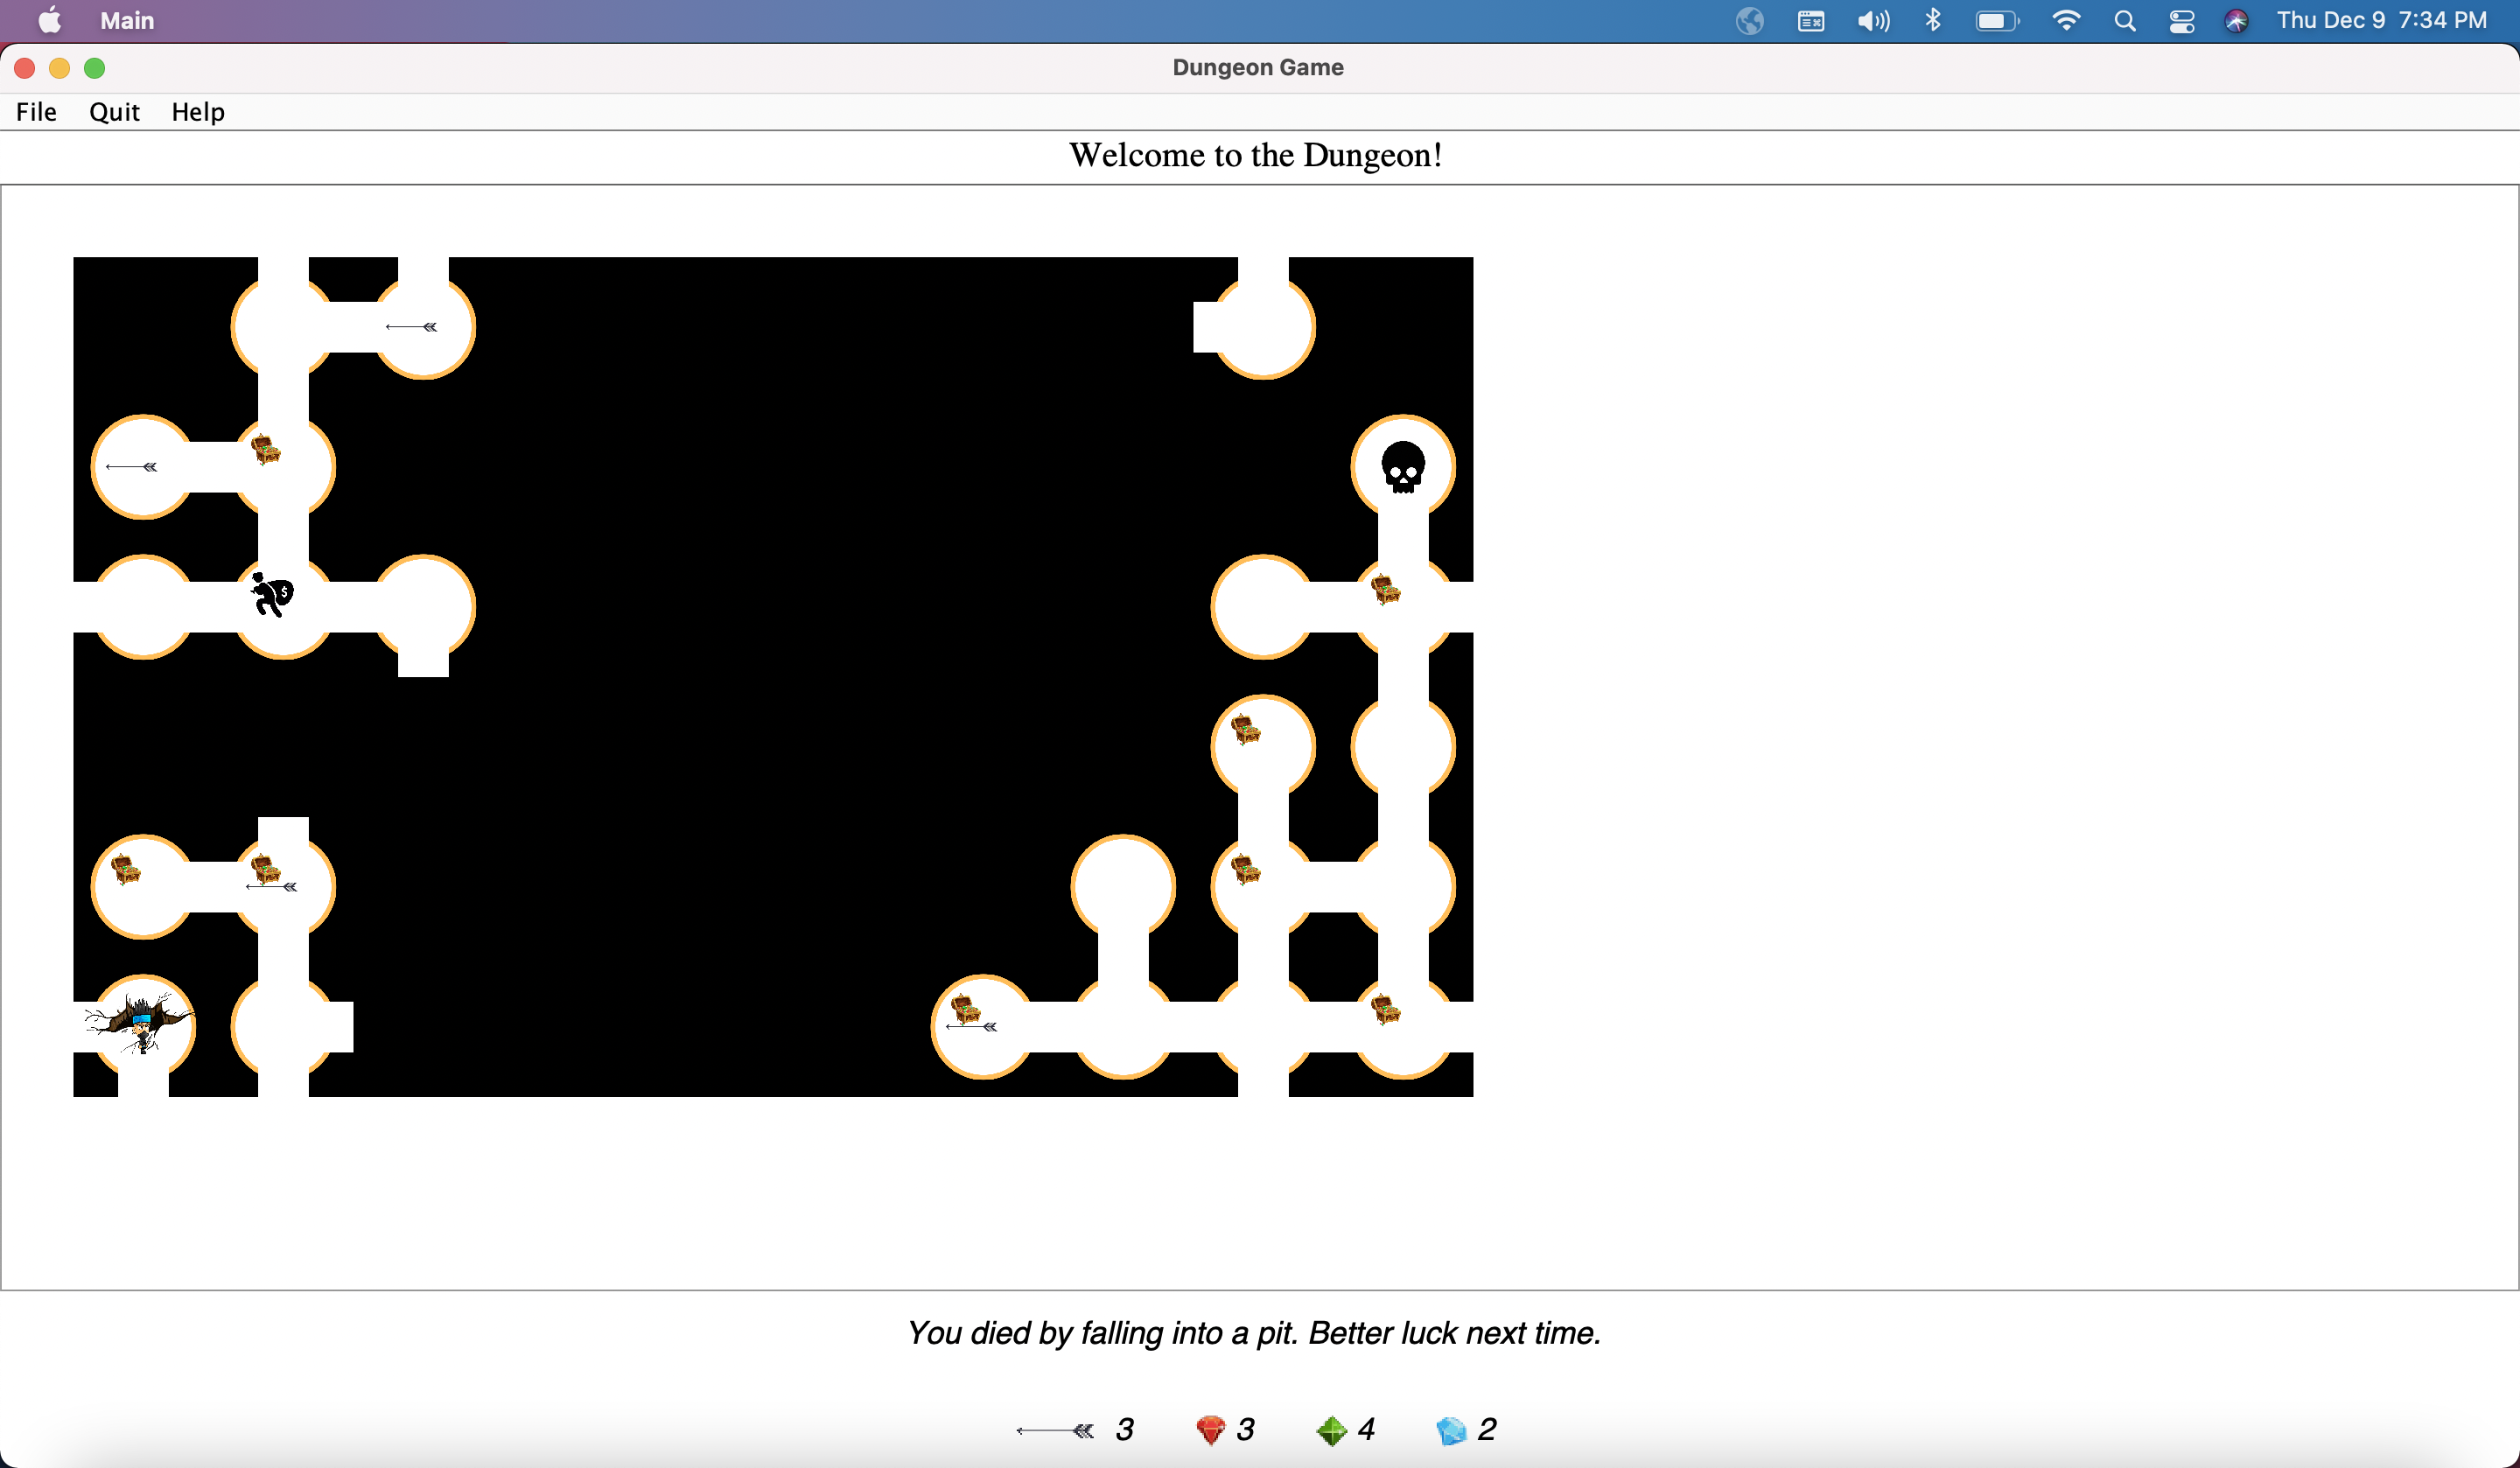 Main Thu Dec 9 7:34 PM
Dungeon Game
File Quit Help
Welcome to the Dungeon!
$
You died by falling into a pit. Better luck next time.
3 3 4 2